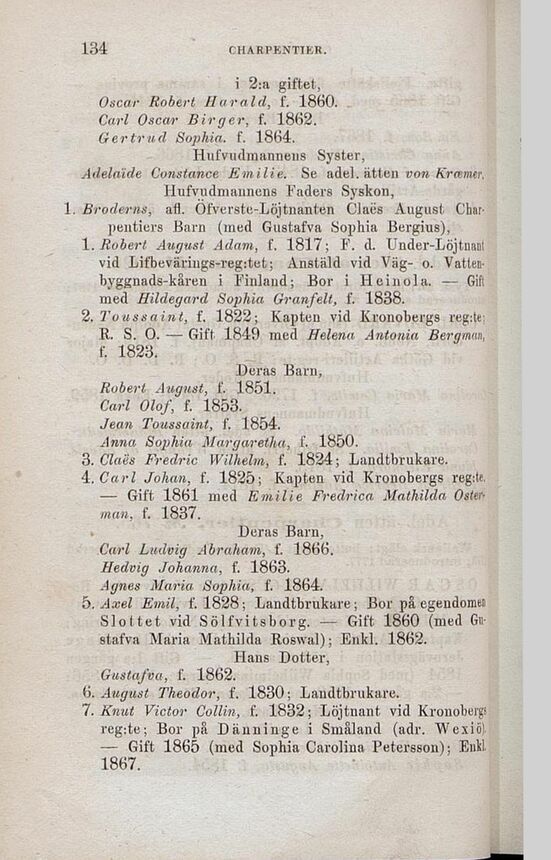 134
CHARPENTIER.
i 2:a giftet,
Oscar Robert Harald, f. 1860.
Carl Oscar Birger, f. 1862.
Gertrud Sophia. f. 1864.
Hufvudmannens Syster,
Adelaïde Constance Emilie. Se adel. ätten von Kræmer.
Hufvudmannens Faders Syskon,
1. Broderns, afl. Öfverste-Löjtnanten Claës August Char-
pentiers Barn (med Gustafva Sophia Bergius),
1. Robert August Adam, f. 1817; F. d. Under-Löjtnant
vid Lifbevärings-reg:tet; Anstäld vid Väg- o. Vatten-
byggnads-kåren i Finland; Bor i Heinola. — Gift
med Hildegard Sophia Granfelt, f. 1838.
2. Toussaint, f. 1822; Kapten vid Kronobergs reg:te;
R. S. O. — Gift 1849 med Helena Antonia Bergman,
f. 1823.
Deras Barn,
Robert August, f. 1851.
Carl Olof, f. 1853.
Jean Toussaint, f. 1854.
Anna Sophia Margaretha, f. 1850.
3. Claës Fredric Wilhelm, f. 1824; Landtbrukare.
4. Carl Johan, f. 1825; Kapten vid Kronobergs reg:te.
— Gift 1861 med Emilie Fredrica Mathilda Oster-
man, f. 1837.
Deras Barn,
Carl Ludvig Abraham, f. 1866.
Hedvig Johanna, f. 1863.
Agnes Maria Sophia, f. 1864.
5. Axel Emil, f. 1828; Landtbrukare; Bor på egendomen
Slottet vid Sölfvitsborg. — Gift 1860 (med Gu-
stafva Maria Mathilda Roswal); Enkl. 1862.
Hans Dotter,
Gustafva, f. 1862.
6. August Theodor, f. 1830; Landtbrukare.
7. Knut Victor Collin, f. 1832; Löjtnant vid Kronobergs
reg:te; Bor på Dänninge i Småland (adr. Wexiö).
— Gift 1865 (med Sophia Carolina Petersson); Enkl.
1867.